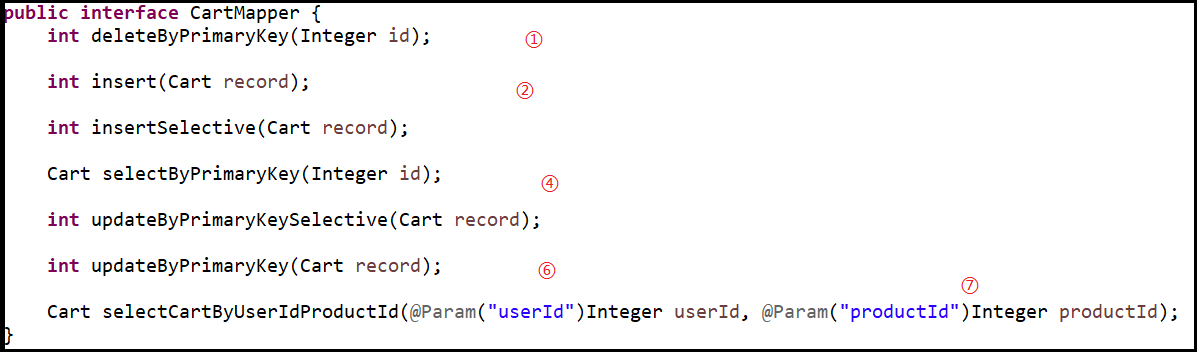 public interface CartMapper {
int deleteByPrimaryKey(Integer id); ①
int insert(Cart record); ②
int insertSelective(Cart record);
Cart selectByPrimaryKey(Integer id); ④
int updateByPrimaryKeySelective(Cart record);
int updateByPrimaryKey(Cart record); ⑥
⑦
Cart selectCartByUserIdProductId(@Param("userId")Integer userId, @Param("productId")Integer productId);
}